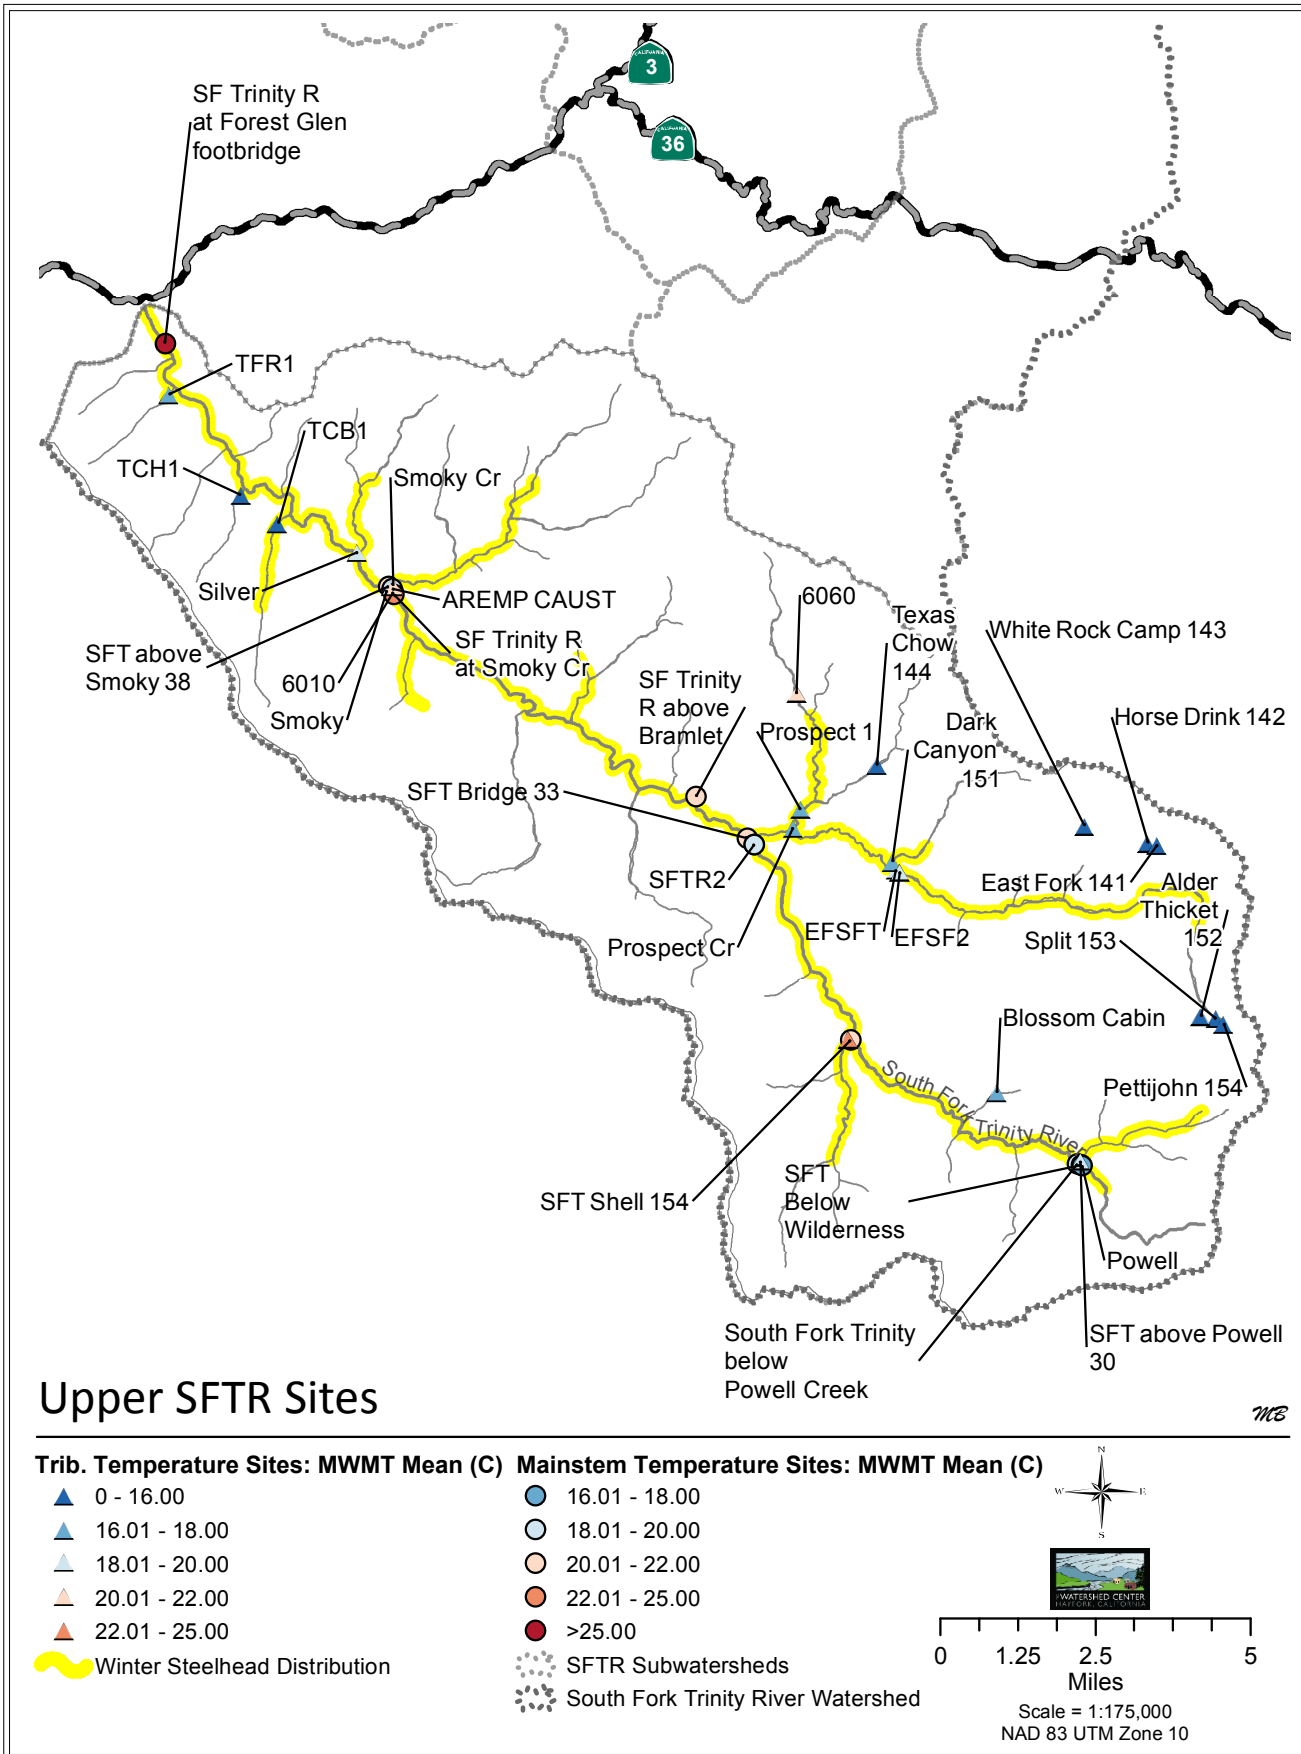 CALIFORNIA
3
CALIFORNIA
36
SF Trinity R
at Forest Glen
footbridge
TFR1
TCB1
TCH1
Smoky Cr
Silver
AREMP CAUST
SFT above
Smoky 38
SF Trinity R
at Smoky Cr
6010
Smoky
6060
Texas
Chow
144
White Rock Camp 143
SF Trinity
R above
Bramlet
Prospect 1
Dark
Canyon
151
Horse Drink 142
SFT Bridge 33
SFTR2
East Fork 141
Alder
Thicket
152
EFSFT
EFSF2
Prospect Cr
Split 153
Blossom Cabin
South Fork Trinity River
Pettijohn 154
SFT Shell 154
SFT
Below
Wilderness
Powell
South Fork Trinity
below
Powell Creek
SFT above Powell
30
Upper SFTR Sites
MB
Trib. Temperature Sites: MWMT Mean (C)
0 - 16.00
16.01 - 18.00
18.01 - 20.00
20.01 - 22.00
22.01 - 25.00
Winter Steelhead Distribution
Mainstem Temperature Sites: MWMT Mean (C)
16.01 - 18.00
18.01 - 20.00
20.01 - 22.00
22.01 - 25.00
>25.00
SFTR Subwatersheds
South Fork Trinity River Watershed
N
W E
S
WATERSHED CENTER
HAYFORK, CALIFORNIA
0 1.25 2.5 5
Miles
Scale = 1:175,000
NAD 83 UTM Zone 10